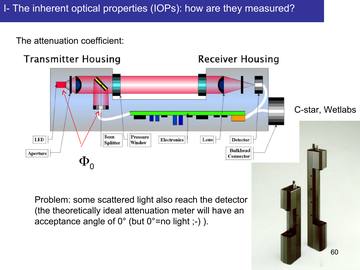 I- The inherent optical properties (IOPs): how are they measured?
The attenuation coefficient:
Transmitter Housing
Receiver Housing
C-star, Wetlabs
LED
Beam Splitter
Pressure Window
Electronics
Lens
Detector
Aperture
Bulkhead Connector
Φ0
Problem: some scattered light also reach the detector
(the theoretically ideal attenuation meter will have an
acceptance angle of 0° (but 0°=no light ;-) ).
60